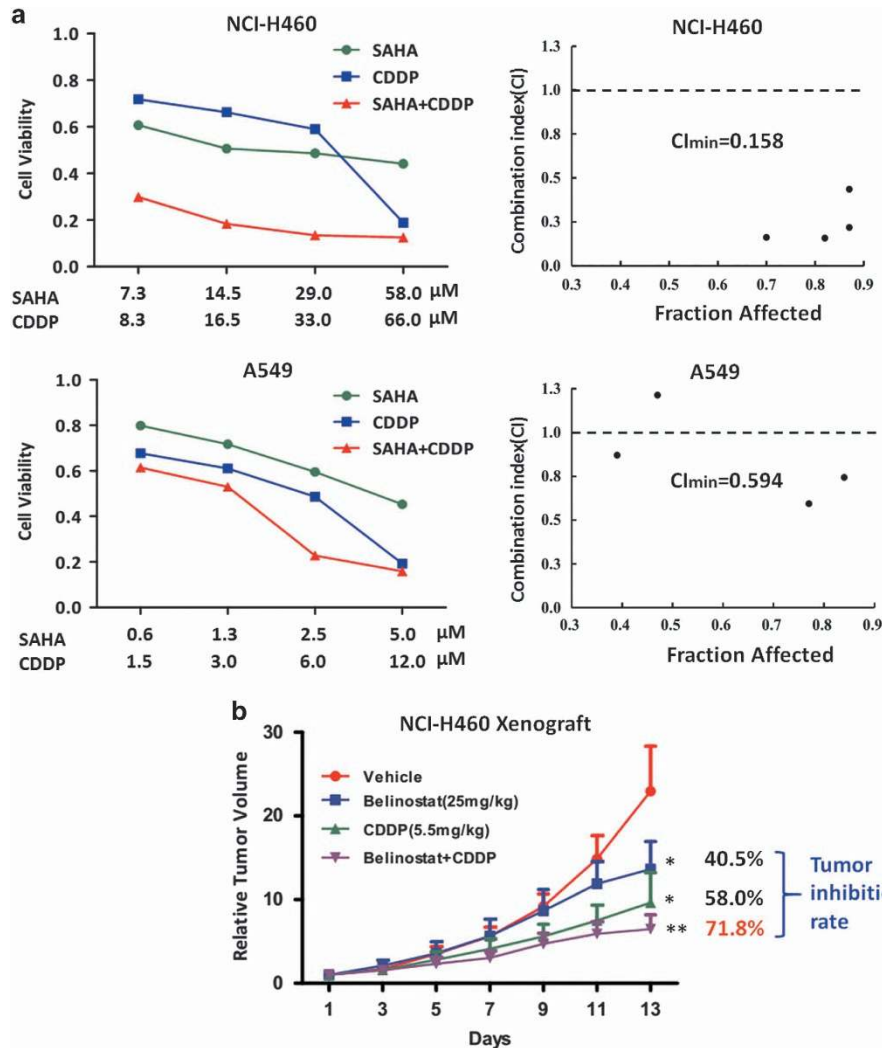 a
NCI-H460
1.0
0.8
0.6
0.4
0.2
0.0
Cell Viability
SAHA
CDDP
SAHA+CDDP
SAHA 7.3 14.5 29.0 58.0 μM
CDDP 8.3 16.5 33.0 66.0 μM
NCI-H460
1.3
1.0
0.8
0.5
0.3
0.0
Combination index(CI)
CImin=0.158
0.3 0.4 0.5 0.6 0.7 0.8 0.9
Fraction Affected
A549
1.0
0.8
0.6
0.4
0.2
0.0
Cell Viability
SAHA
CDDP
SAHA+CDDP
SAHA 0.6 1.3 2.5 5.0 μM
CDDP 1.5 3.0 6.0 12.0 μM
A549
1.3
1.0
0.8
0.5
0.3
0.0
Combination index(CI)
CImin=0.594
0.3 0.4 0.5 0.6 0.7 0.8 0.9
Fraction Affected
b
NCI-H460 Xenograft
30
20
10
0
Relative Tumor Volume
Vehicle
Belinostat(25mg/kg)
CDDP(5.5mg/kg)
Belinostat+CDDP
* 40.5%
* 58.0%
** 71.8%
Tumor
inhibitio
rate
1 3 5 7 9 11 13
Days